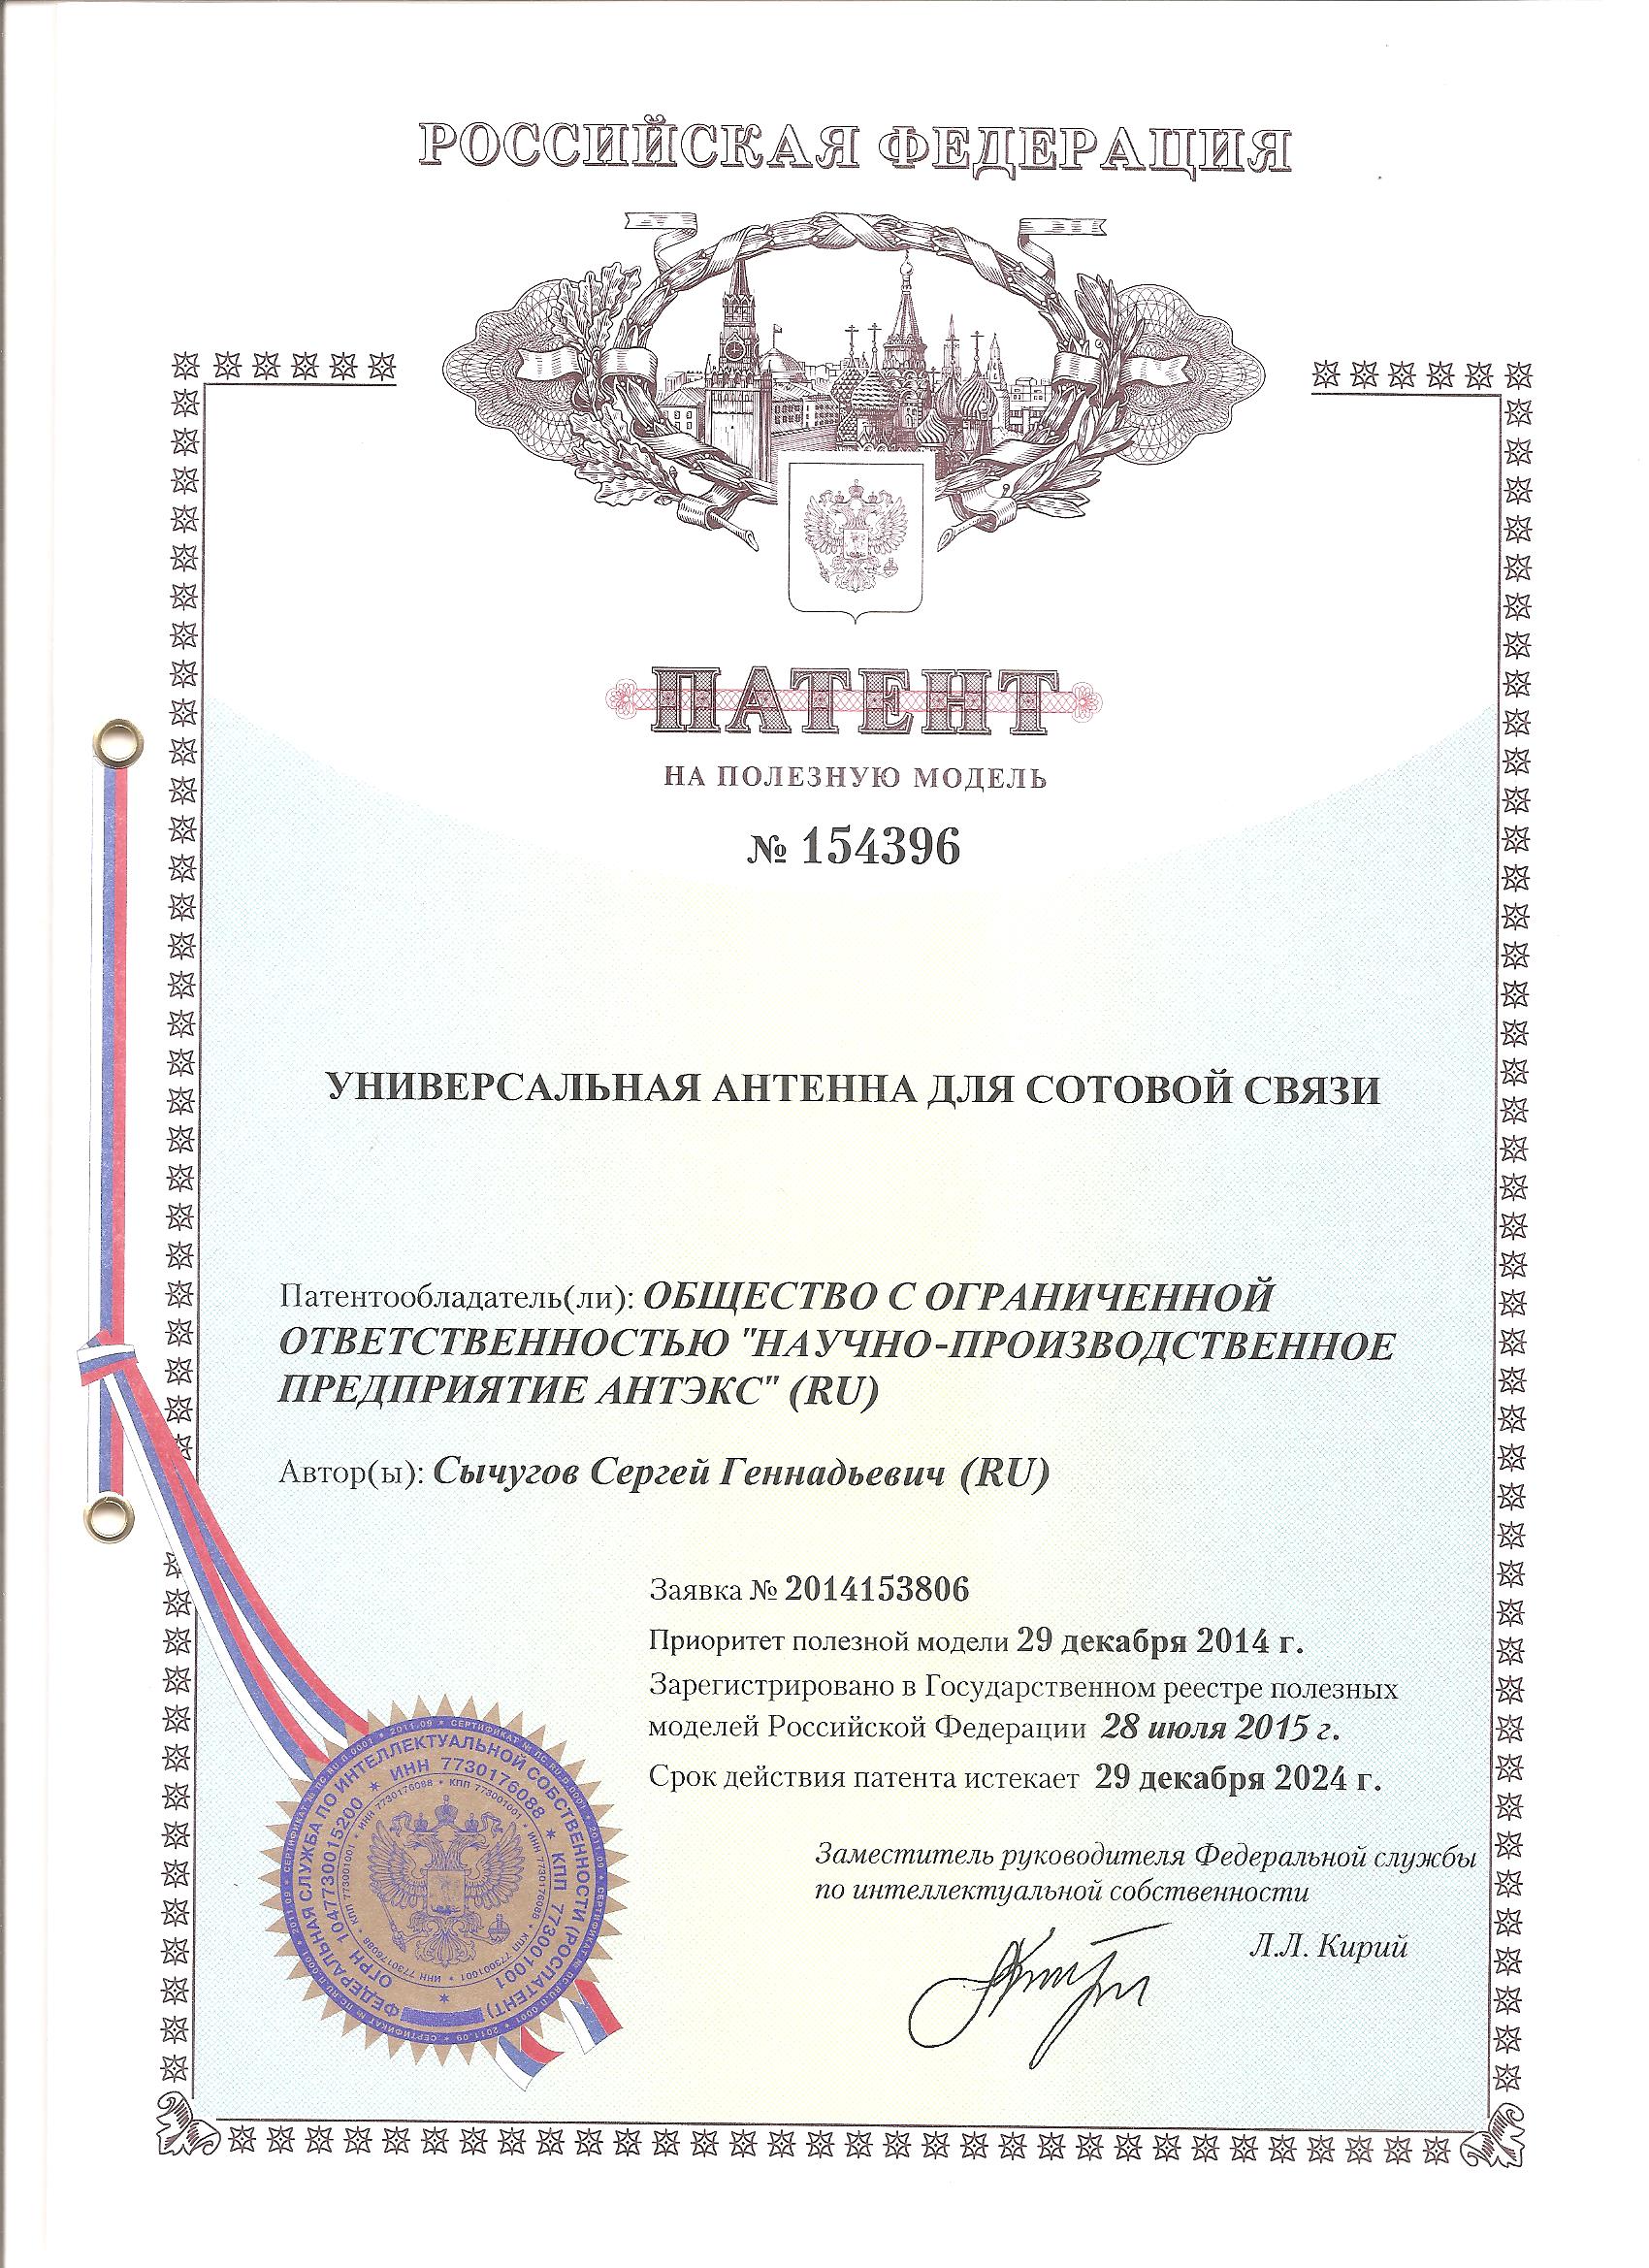 РОССИЙСКАЯ ФЕДЕРАЦИЯ
ПАТЕНТ
НА ПОЛЕЗНУЮ МОДЕЛЬ
№ 154396
УНИВЕРСАЛЬНАЯ АНТЕННА ДЛЯ СОТОВОЙ СВЯЗИ
Патентообладатель(ли): ОБЩЕСТВО С ОГРАНИЧЕННОЙ
ОТВЕТСТВЕННОСТЬЮ "НАУЧНО-ПРОИЗВОДСТВЕННОЕ
ПРЕДПРИЯТИЕ АНТЭКС" (RU)
Автор(ы): Сычугов Сергей Геннадьевич (RU)
Заявка № 2014153806
Приоритет полезной модели 29 декабря 2014 г.
Зарегистрировано в Государственном реестре полезных
моделей Российской Федерации 28 июля 2015 г.
Срок действия патента истекает 29 декабря 2024 г.
Заместитель руководителя Федеральной службы
по интеллектуальной собственности
Л.Л. Кирий
ФЕДЕРАЛЬНАЯ СЛУЖБА ПО ИНТЕЛЛЕКТУАЛЬНОЙ СОБСТВЕННОСТИ (РОСПАТЕНТ)
ОГРН 1047730015200 * ИНН 7730176088 * КПП 773001001 *